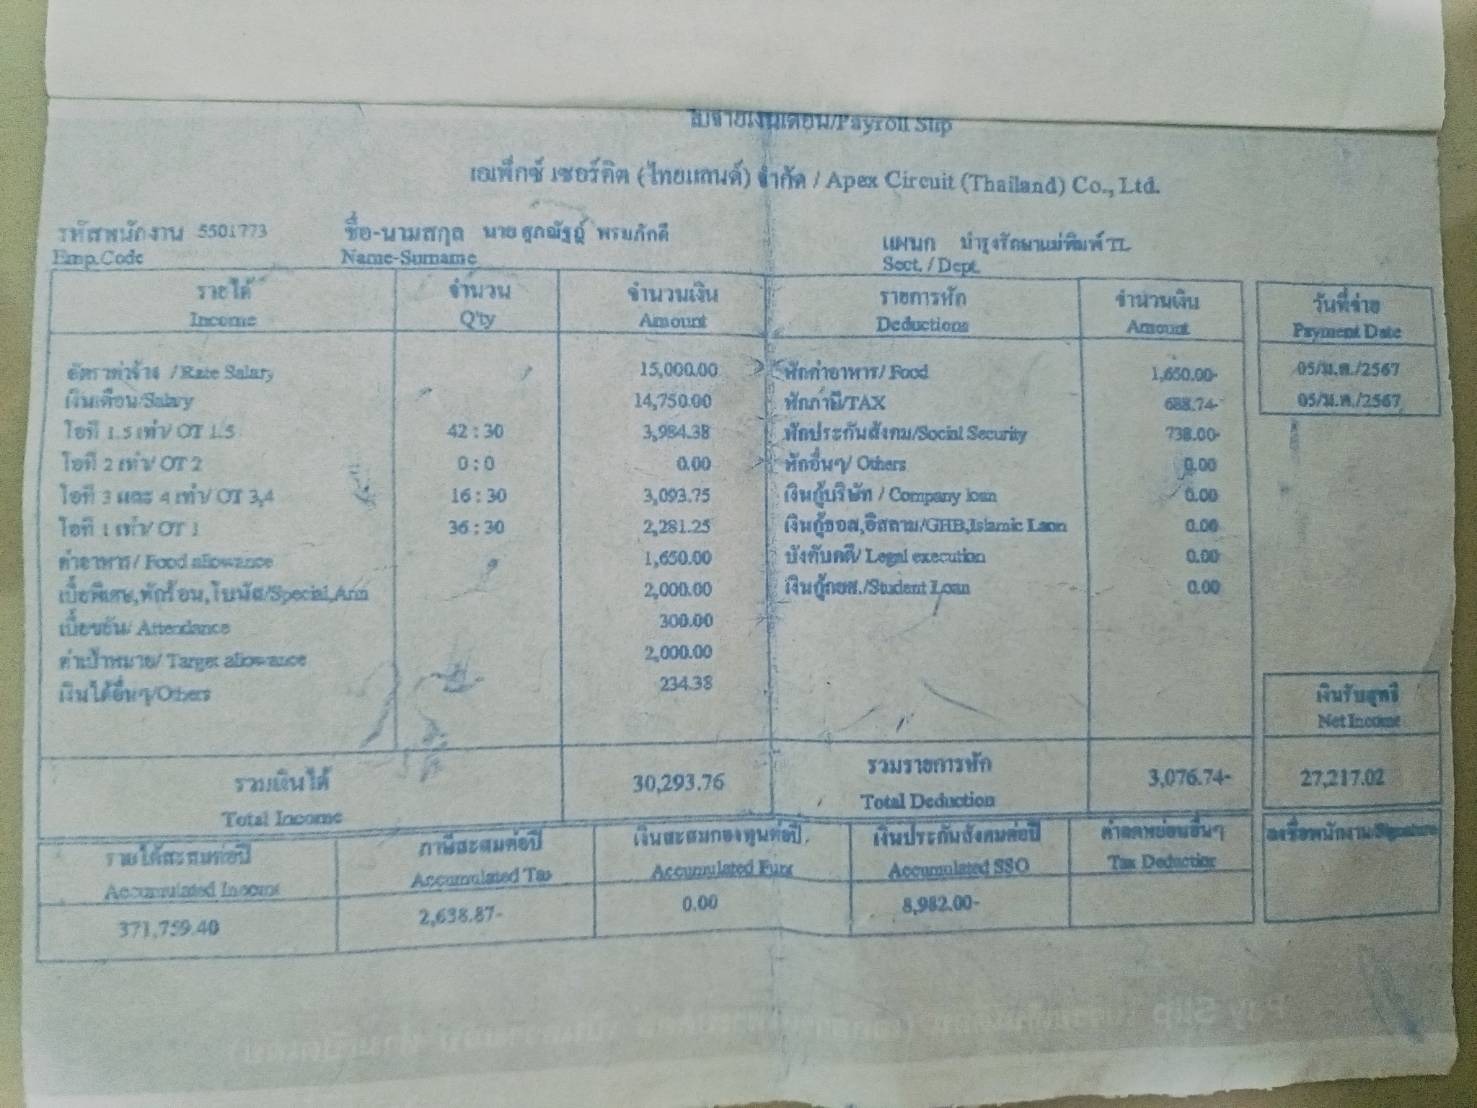 ใบจ่ายเงินเดือน/Payroll Slip
เอเพ็กซ์ เซอร์คิต (ไทยแลนด์) จำกัด / Apex Circuit (Thailand) Co., Ltd.
รหัสพนักงาน 5501773 ชื่อ-นามสกุล นาย ศุภณัฐฎ์ พรมภักดี แผนก บำรุงรักษาแม่พิมพ์ TL
Emp.Code Name-Surname Sect. / Dept.
รายได้ จำนวน จำนวนเงิน รายการหัก จำนวนเงิน วันที่จ่าย
Income Q'ty Amount Deductions Amount Payment Date
อัตราค่าจ้าง /Rate Salary 15,000.00 หักค่าอาหาร/ Food 1,650.00- 05/ม.ค./2567
เงินเดือน/Salary 14,750.00 หักภาษี/TAX 688.74- 05/ม.ค./2567
โอที 1.5 เท่า/ OT 1.5 42 : 30 3,984.38 หักประกันสังคม/Social Security 738.00-
โอที 2 เท่า/ OT 2 0 : 0 0.00 หักอื่นๆ/ Others 0.00
โอที 3 และ 4 เท่า/ OT 3,4 16 : 30 3,093.75 เงินกู้บริษัท / Company loan 0.00
โอที 1 เท่า/ OT 1 36 : 30 2,281.25 เงินกู้ธอส,อิสลาม/GHB,Islamic Laon 0.00
ค่าอาหาร/ Food allowance 1,650.00 บังคับคดี/ Legal execution 0.00
เบี้ยพิเศษ,พักร้อน,โบนัส/Special,Ann 2,000.00 เงินกู้กยศ./Student Loan 0.00
เบี้ยขยัน/ Attendance 300.00
ค่าเป้าหมาย/ Target allowance 2,000.00
เงินได้อื่นๆ/Others 234.38
เงินรับสุทธิ
Net Income
รวมเงินได้ 30,293.76 รวมรายการหัก 3,076.74- 27,217.02
Total Income Total Deduction
รายได้สะสมต่อปี ภาษีสะสมต่อปี เงินสะสมกองทุนต่อปี เงินประกันสังคมต่อปี ค่าลดหย่อนอื่นๆ ลงชื่อพนักงาน/Signature
Accumulated Income Accumulated Tax Accumulated Fund Accumulated SSO Tax Deduction
371,759.40 2,638.87- 0.00 8,982.00-
Pay Slip